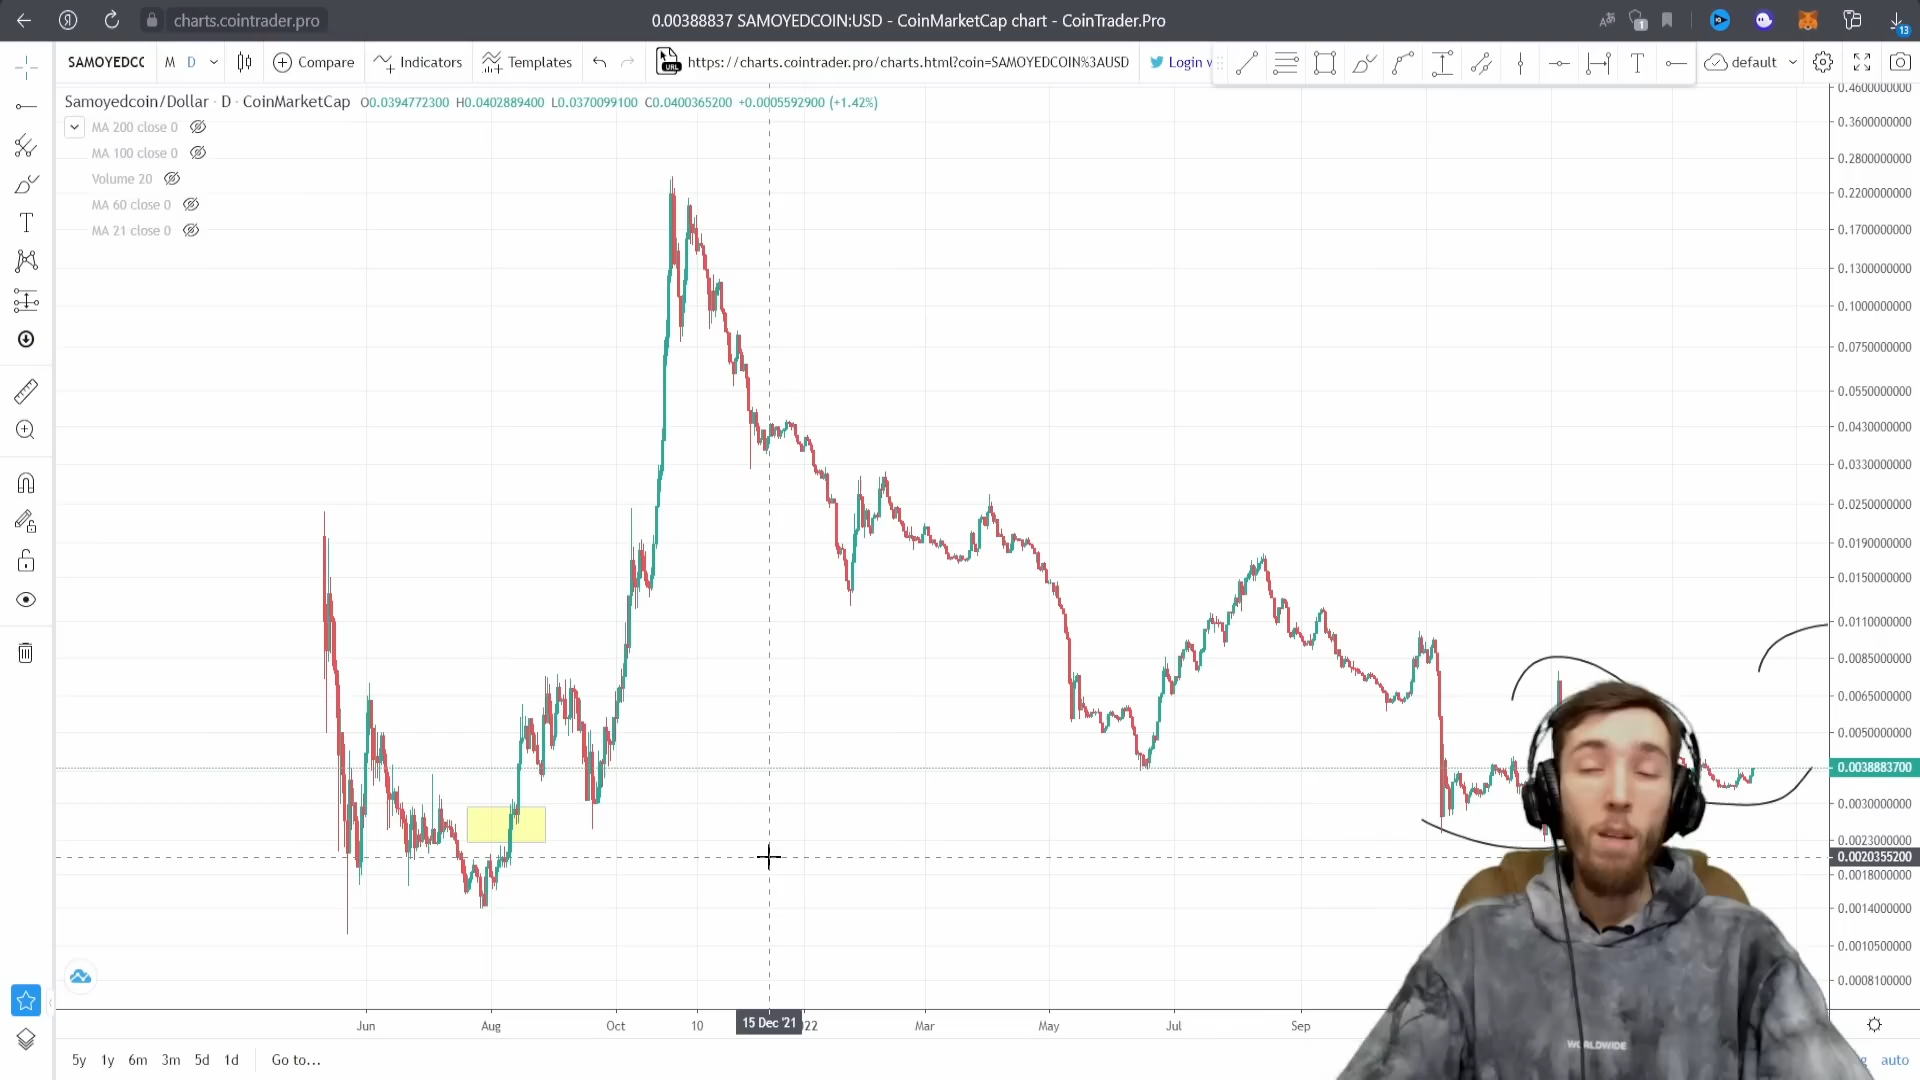 charts.cointrader.pro
0.00388837 SAMOYEDCOIN:USD - CoinMarketCap chart - CoinTrader.Pro
1
13
SAMOYEDCC M D Compare Indicators Templates URL https://charts.cointrader.pro/charts.html?coin=SAMOYEDCOIN%3AUSD Login default
Samoyedcoin/Dollar · D · CoinMarketCap O0.0394772300 H0.0402889400 L0.0370099100 C0.0400365200 +0.0005592900 (+1.42%)
MA 200 close 0
MA 100 close 0
Volume 20
MA 60 close 0
MA 21 close 0
0.4600000000
0.3600000000
0.2800000000
0.2200000000
0.1700000000
0.1300000000
0.1000000000
0.0750000000
0.0550000000
0.0430000000
0.0330000000
0.0250000000
0.0190000000
0.0150000000
0.0110000000
0.0085000000
0.0065000000
0.0050000000
0.0038883700
0.0030000000
0.0023000000
0.0020355200
0.0018000000
0.0014000000
0.0010500000
0.0008100000
Jun Aug Oct 10 15 Dec '21 22 Mar May Jul Sep
WORLDWIDE
5y 1y 6m 3m 5d 1d Go to... auto